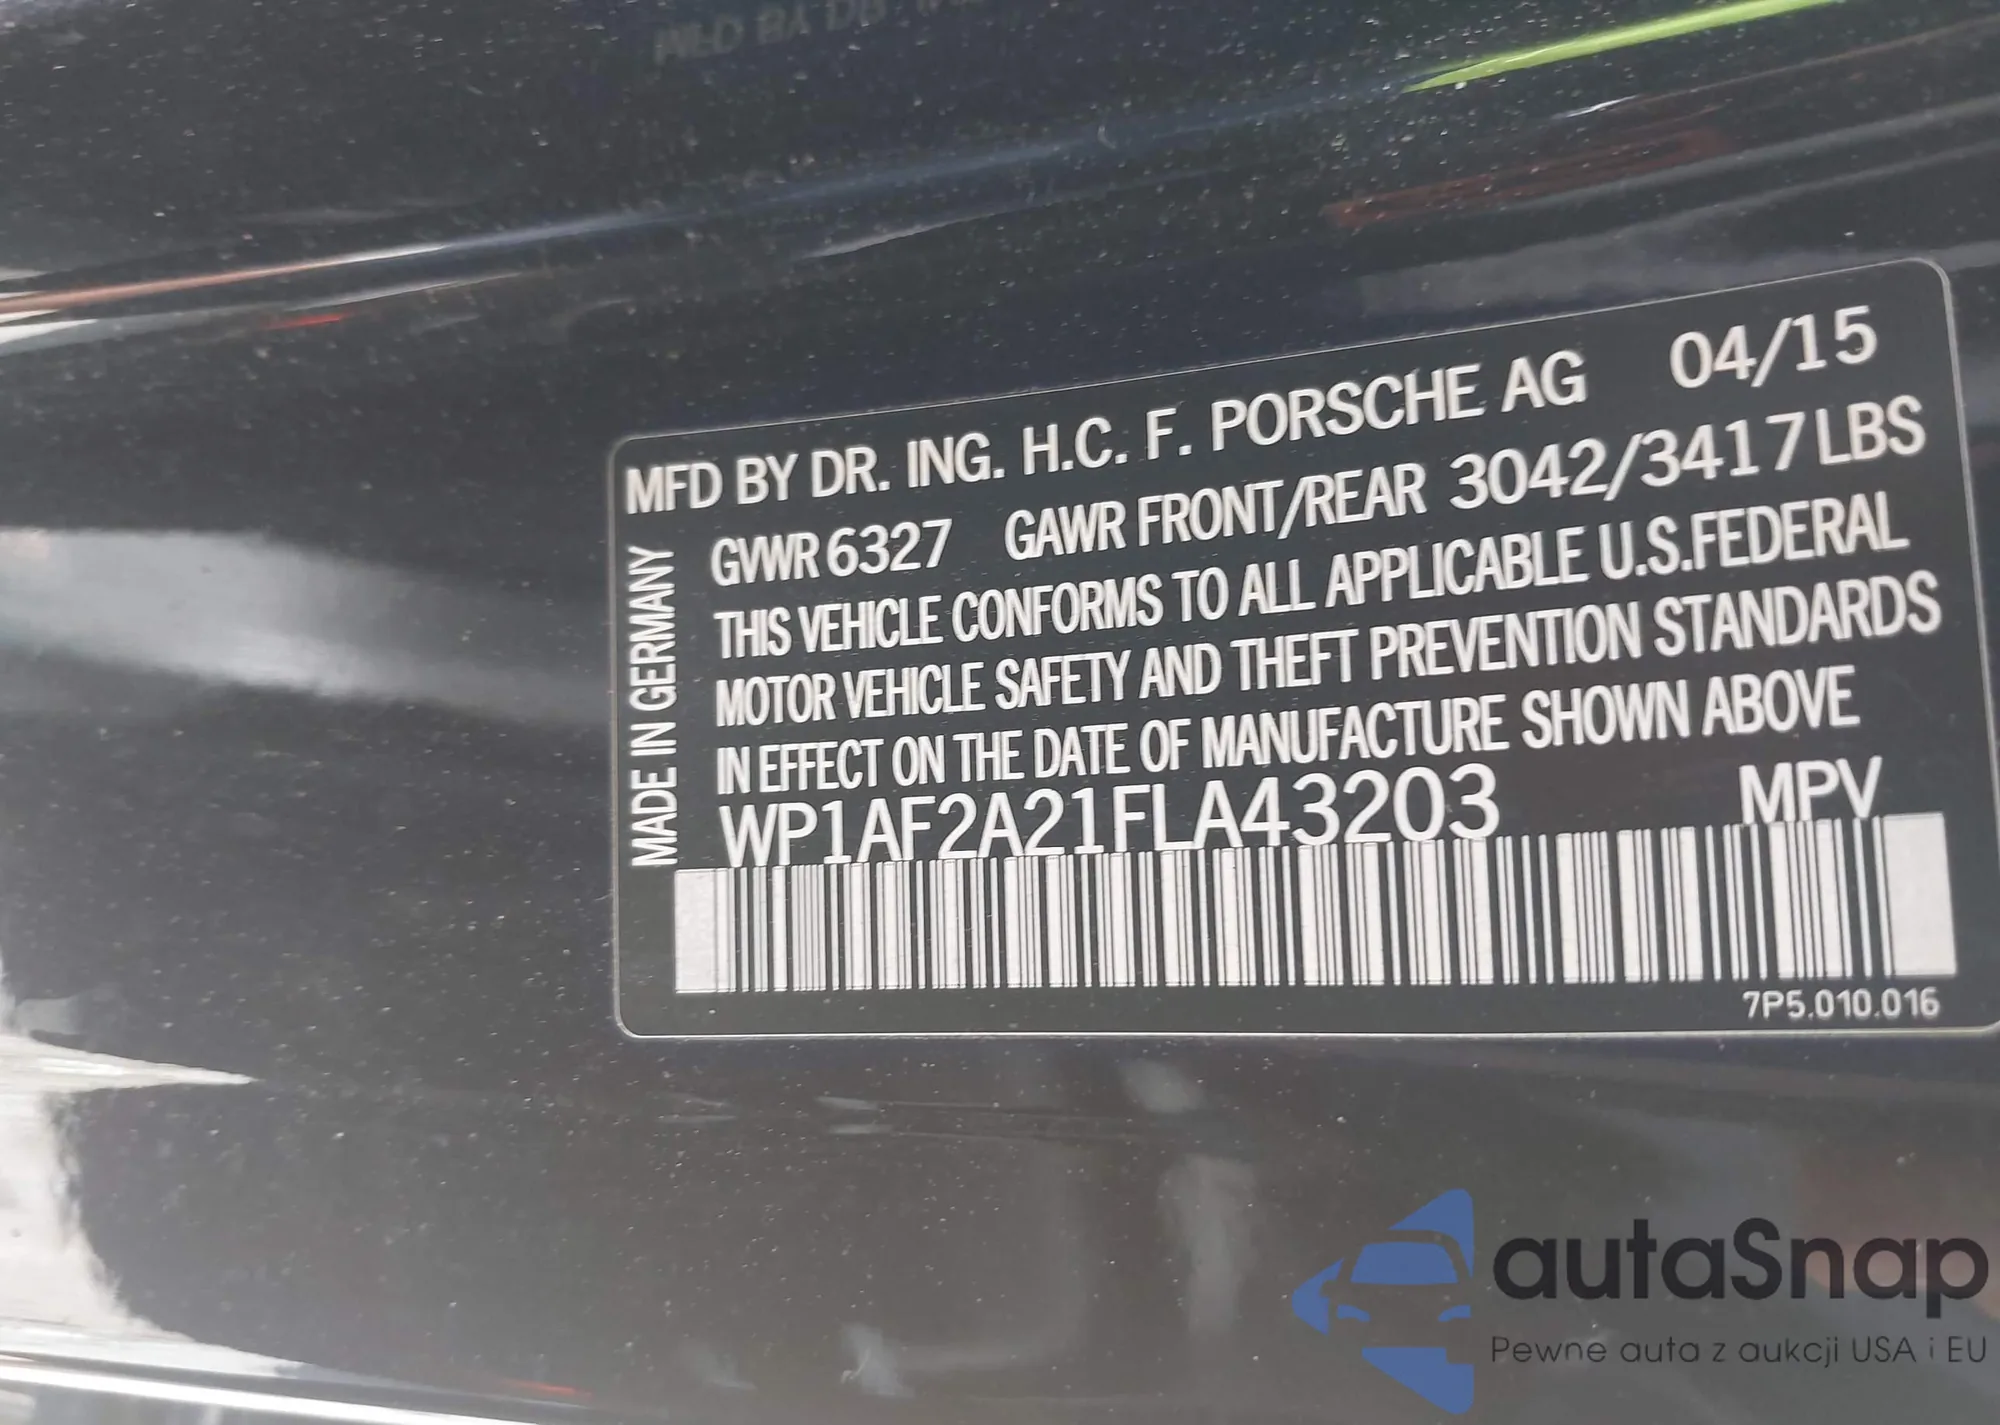 MFD BY DR. ING. H.C. F. PORSCHE AG 04/15
GVWR 6327 GAWR FRONT/REAR 3042/3417LBS
THIS VEHICLE CONFORMS TO ALL APPLICABLE U.S.FEDERAL
MOTOR VEHICLE SAFETY AND THEFT PREVENTION STANDARDS
IN EFFECT ON THE DATE OF MANUFACTURE SHOWN ABOVE
WP1AF2A21FLA43203 MPV
MADE IN GERMANY
7P5.010.016
autaSnap
Pewne auta z aukcji USA i EU